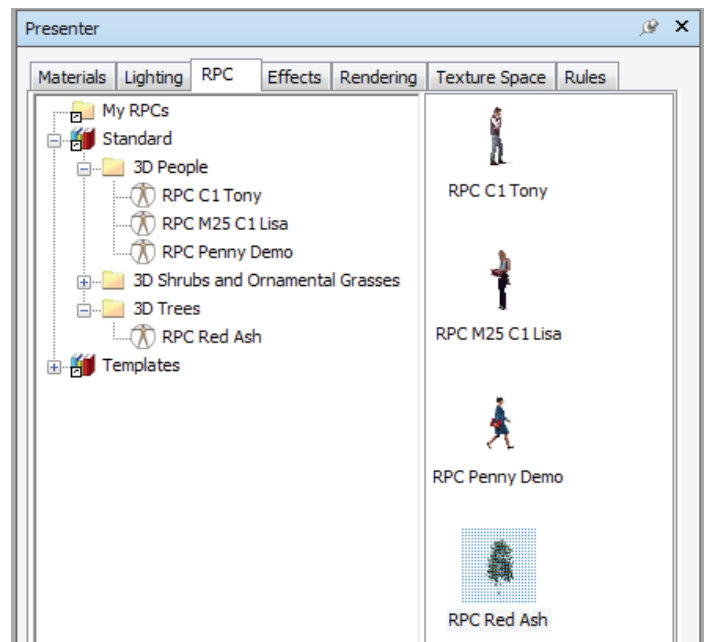 Presenter
Materials Lighting RPC Effects Rendering Texture Space Rules
My RPCs
Standard
3D People
RPC C1 Tony
RPC M25 C1 Lisa
RPC Penny Demo
3D Shrubs and Ornamental Grasses
3D Trees
RPC Red Ash
Templates
RPC C1 Tony
RPC M25 C1 Lisa
RPC Penny Demo
RPC Red Ash